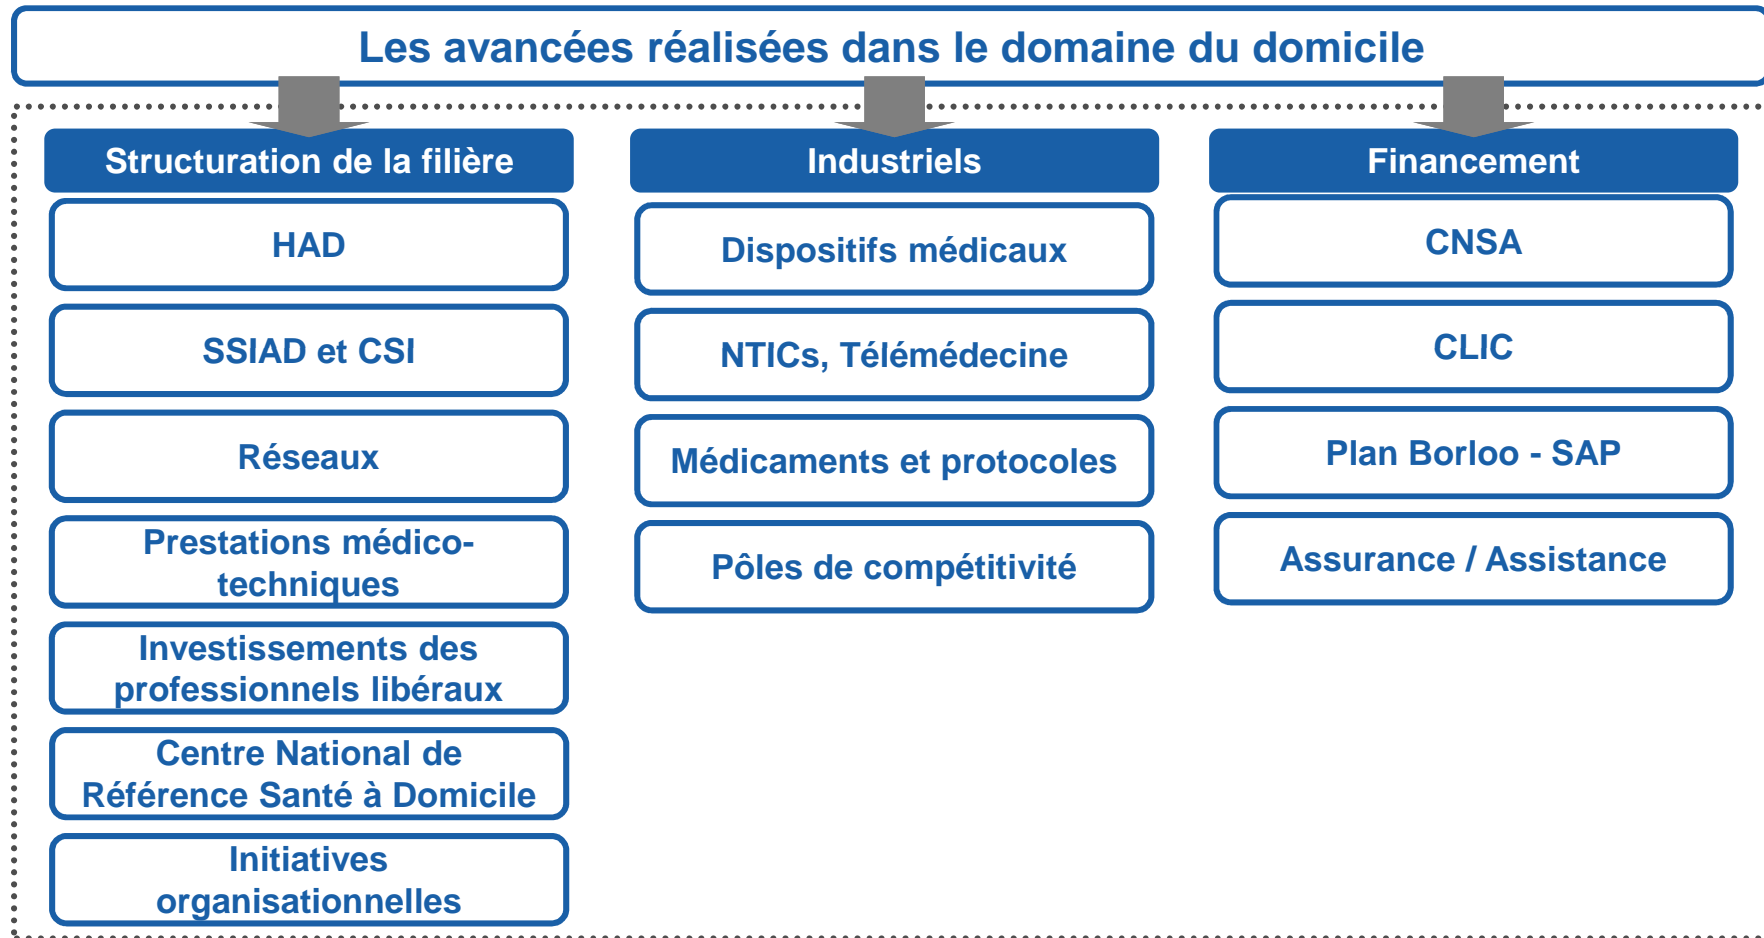 Les avancées réalisées dans le domaine du domicile
Structuration de la filière
HAD
SSIAD et CSI
Réseaux
Prestations médico-
techniques
Investissements des
professionnels libéraux
Centre National de
Référence Santé à Domicile
Initiatives
organisationnelles
Industriels
Dispositifs médicaux
NTICs, Télémédecine
Médicaments et protocoles
Pôles de compétitivité
Financement
CNSA
CLIC
Plan Borloo - SAP
Assurance / Assistance